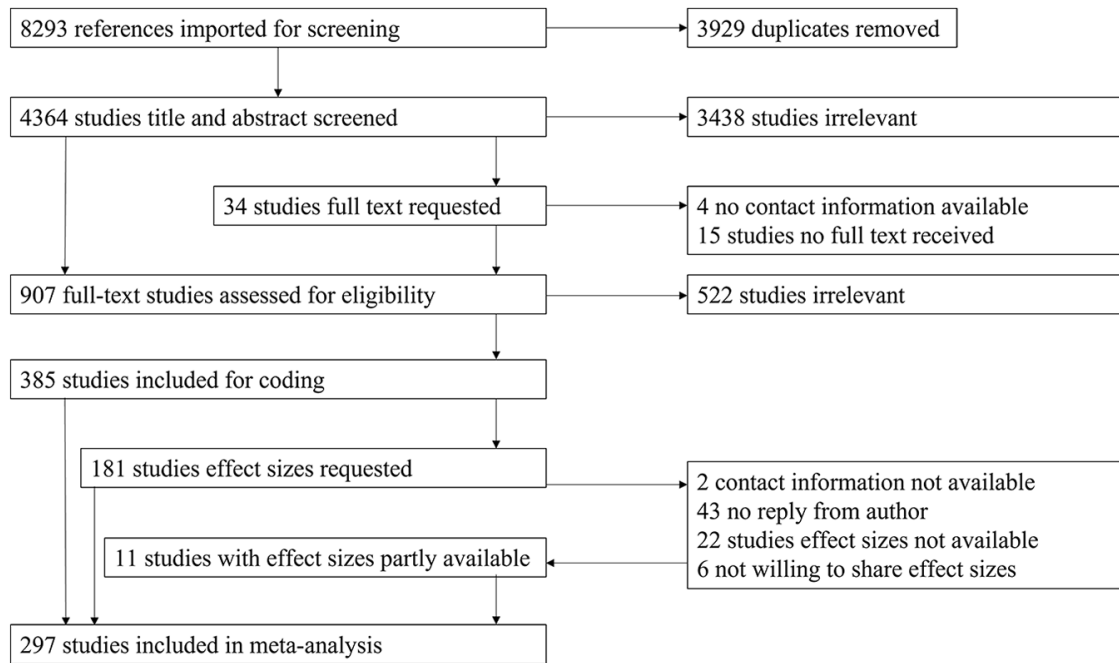 8293 references imported for screening
3929 duplicates removed
4364 studies title and abstract screened
3438 studies irrelevant
34 studies full text requested
4 no contact information available
15 studies no full text received
907 full-text studies assessed for eligibility
522 studies irrelevant
385 studies included for coding
181 studies effect sizes requested
2 contact information not available
43 no reply from author
22 studies effect sizes not available
6 not willing to share effect sizes
11 studies with effect sizes partly available
297 studies included in meta-analysis